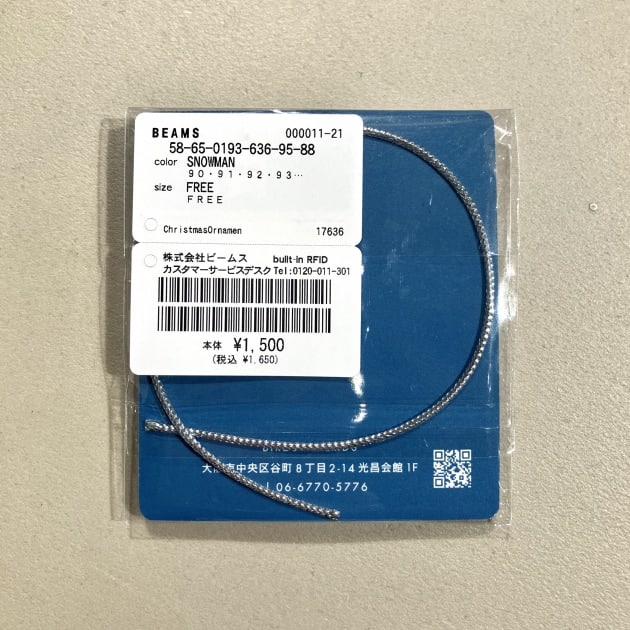 BEAMS 000011-21
58-65-0193-636-95-88
color SNOWMAN
90・91・92・93…
size FREE
FREE
ChristmasOrnamen 17636
株式会社ビームス built-in RFID
カスタマーサービスデスク Tel:0120-011-301
本体 ¥1,500
(税込 ¥1,650)
市中央区谷町8丁目2-14 光昌会館 1F
06-6770-5776